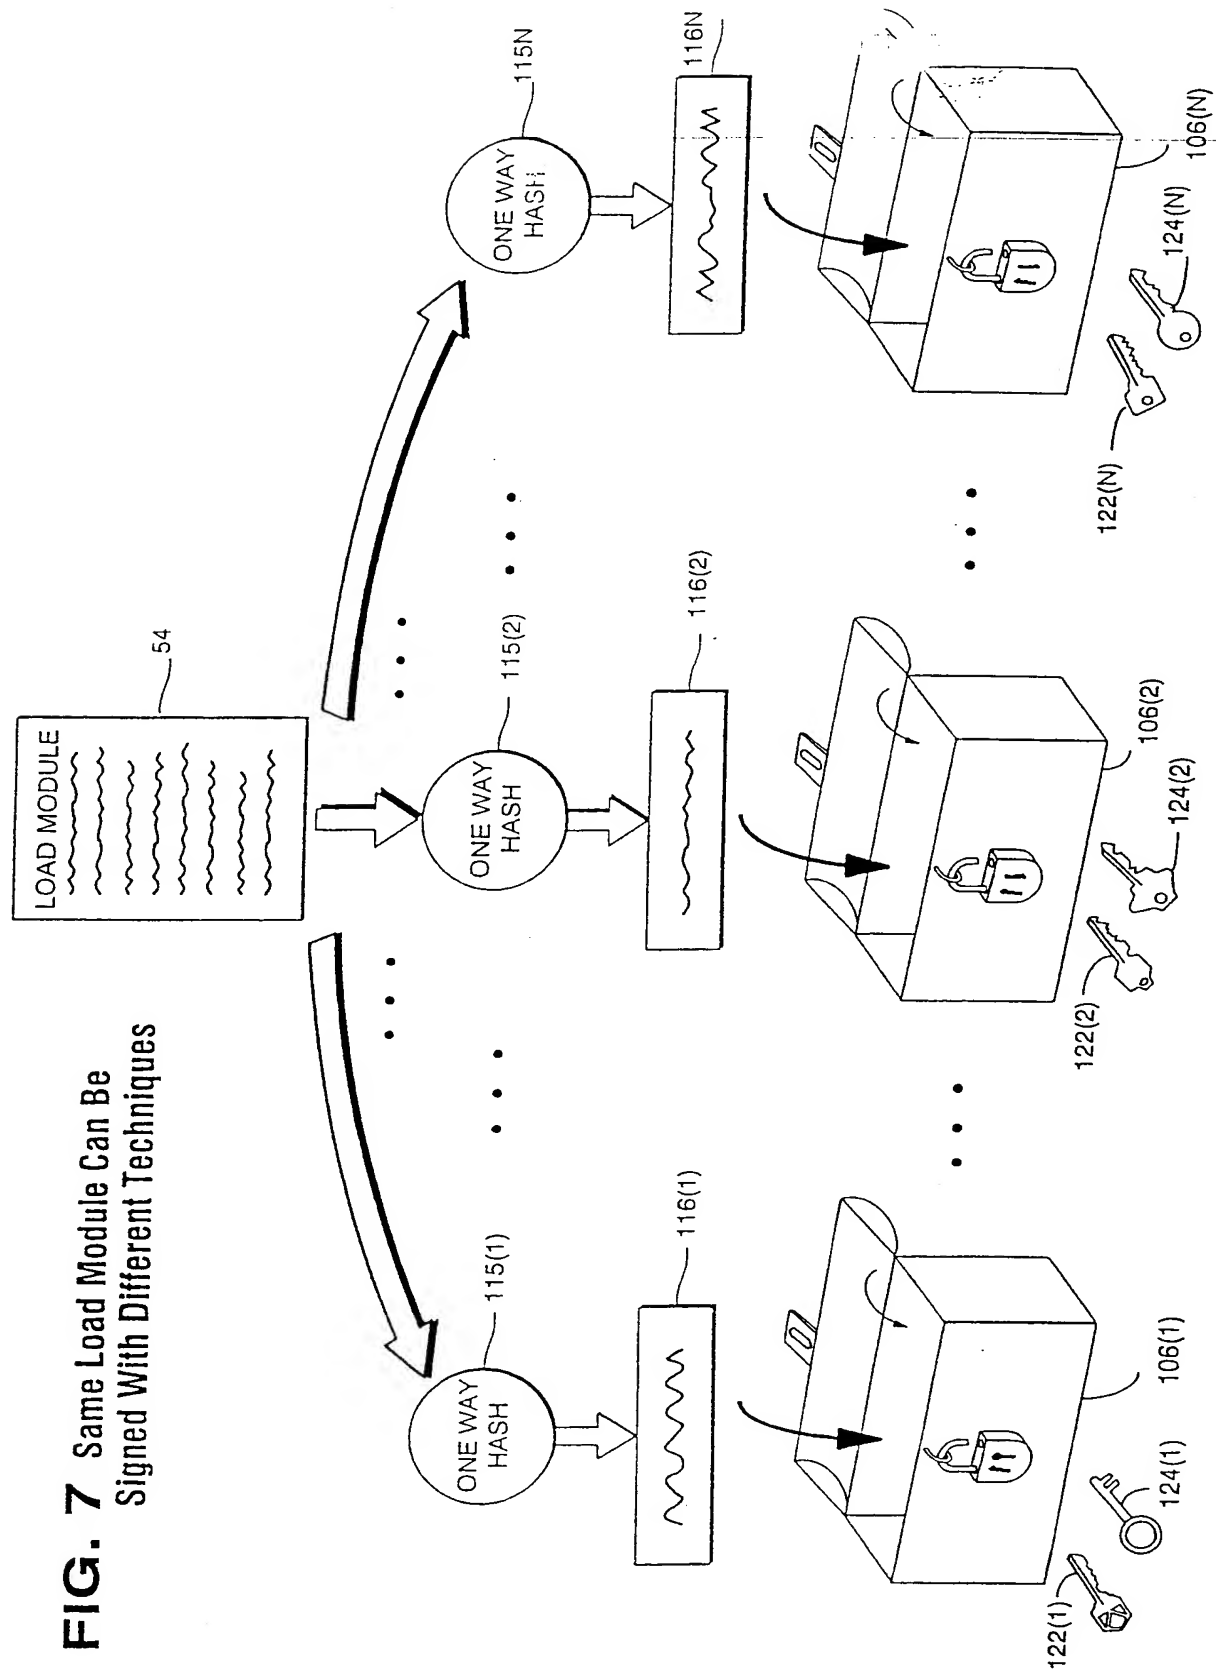 FIG. 7 Same Load Module Can Be
Signed With Different Techniques
LOAD MODULE
54
ONE WAY
HASH
115(1)
ONE WAY
HASH
115(2)
ONE WAY
HASH
115N
116(1)
116(2)
116N
106(1)
106(2)
106(N)
122(1)
124(1)
122(2)
124(2)
122(N)
124(N)